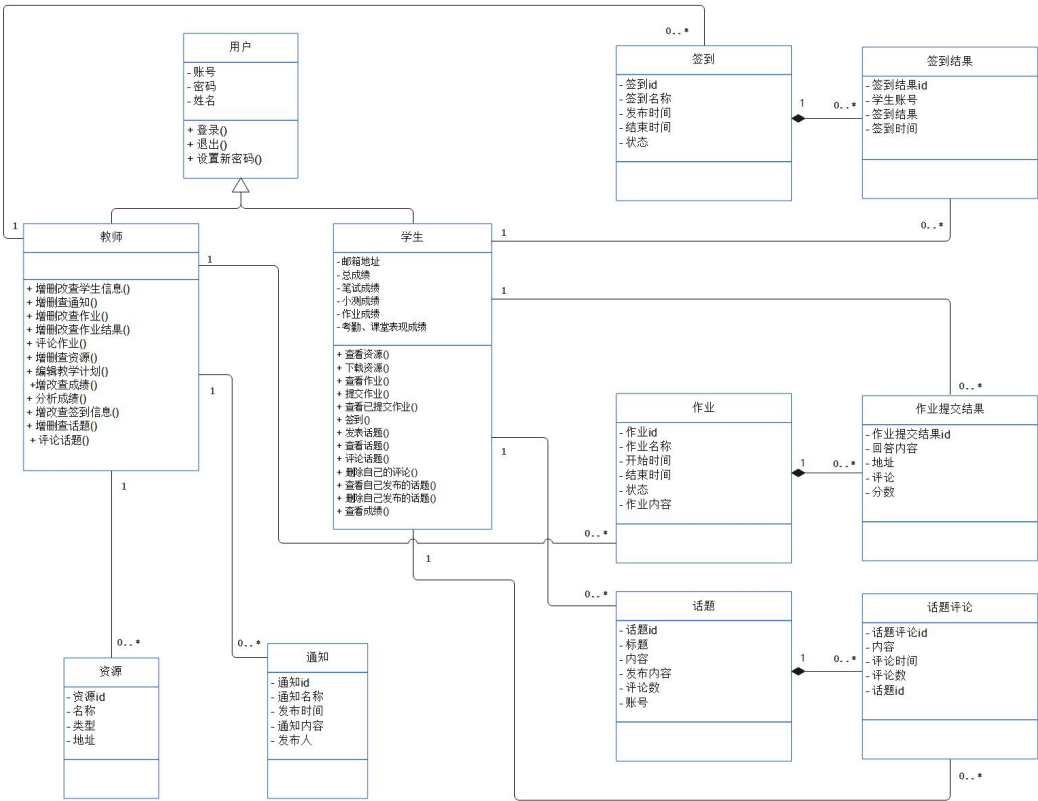 用户
- 账号
- 密码
- 姓名
+ 登录()
+ 退出()
+ 设置新密码()
0..*
签到
- 签到id
- 签到名称
- 发布时间
- 结束时间
- 状态
1
0..*
签到结果
- 签到结果id
- 学生账号
- 签到结果
- 签到时间
1
教师
+ 增删改查学生信息()
+ 增删查通知()
+ 增删改查作业()
+ 增删改查作业结果()
+ 评论作业()
+ 增删查资源()
+ 编辑教学计划()
+增改查成绩()
+ 分析成绩()
+ 增改查签到信息()
+ 增删查话题()
+ 评论话题()
1
1
1
学生
- 邮箱地址
- 总成绩
- 笔试成绩
- 小测成绩
- 作业成绩
- 考勤、课堂表现成绩
+ 查看资源()
+ 下载资源()
+ 查看作业()
+ 提交作业()
+ 查看已提交作业()
+ 签到()
+ 发表话题()
+ 查看话题()
+ 评论话题()
+ 删除自己的评论()
+ 查看自己发布的话题()
+ 删除自己发布的话题()
+ 查看成绩()
1
0..*
1
0..*
1
1
作业
- 作业id
- 作业名称
- 开始时间
- 结束时间
- 状态
- 作业内容
0..*
1
0..*
作业提交结果
- 作业提交结果id
- 回答内容
- 地址
- 评论
- 分数
0..*
资源
- 资源id
- 名称
- 类型
- 地址
0..*
通知
- 通知id
- 通知名称
- 发布时间
- 通知内容
- 发布人
0..*
话题
- 话题id
- 标题
- 内容
- 发布内容
- 评论数
- 账号
1
0..*
话题评论
- 话题评论id
- 内容
- 评论时间
- 评论数
- 话题id
0..*